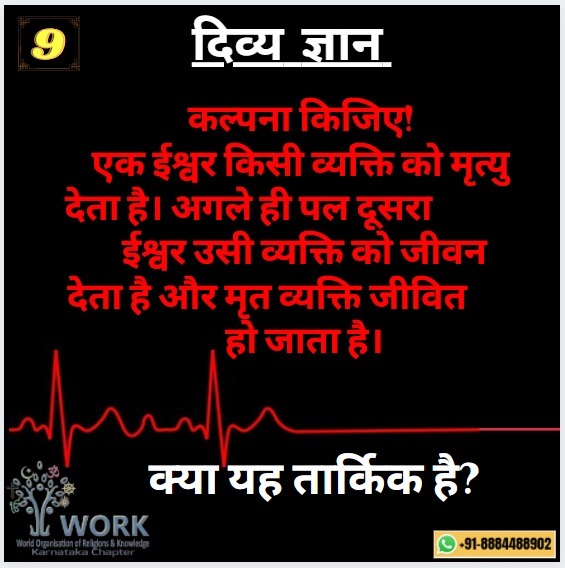 9
दिव्य ज्ञान
कल्पना किजिए!
एक ईश्वर किसी व्यक्ति को मृत्यु
देता है। अगले ही पल दूसरा
ईश्वर उसी व्यक्ति को जीवन
देता है और मृत व्यक्ति जीवित
हो जाता है।
क्या यह तार्किक है?
WORK
World Organisation of Religions & Knowledge
Karnataka Chapter
+91-8884488902